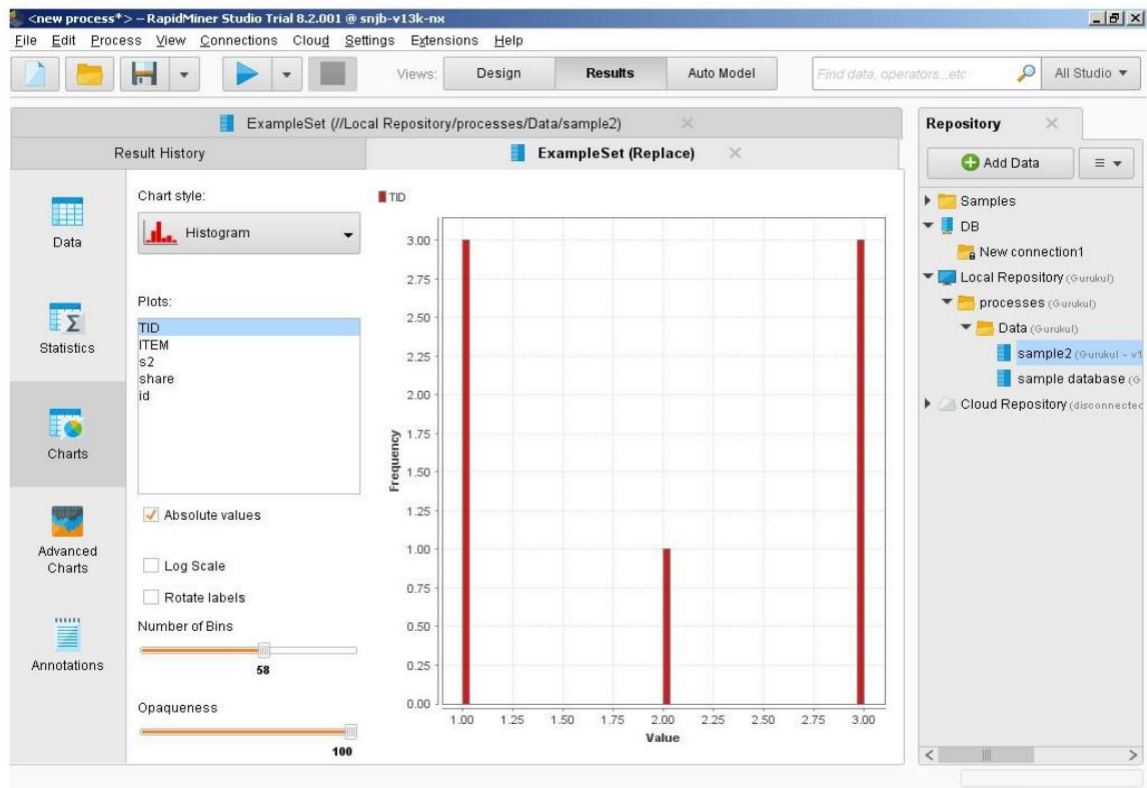 <new process*> – RapidMiner Studio Trial 8.2.001 @ snjb-v13k-nx
File Edit Process View Connections Cloud Settings Extensions Help
Views: Design Results Auto Model Find data, operators...etc All Studio
ExampleSet (//Local Repository/processes/Data/sample2)
Result History
ExampleSet (Replace)
Data
Statistics
Charts
Advanced
Charts
Annotations
Chart style:
Histogram
Plots:
TID
ITEM
s2
share
id
Absolute values
Log Scale
Rotate labels
Number of Bins
58
Opaqueness
100
TID
Frequency
3.00
2.75
2.50
2.25
2.00
1.75
1.50
1.25
1.00
0.75
0.50
0.25
0.00
1.00 1.25 1.50 1.75 2.00 2.25 2.50 2.75 3.00
Value
Repository
Add Data
Samples
DB
New connection1
Local Repository (Gurukul)
processes (Gurukul)
Data (Gurukul)
sample2 (Gurukul - v1
sample database (G
Cloud Repository (disconnected